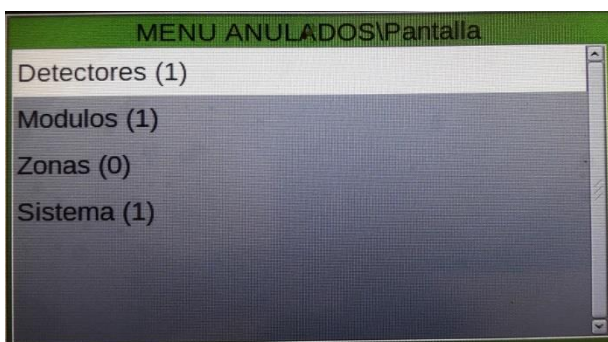 MENU ANULADOS\Pantalla
Detectores (1)
Modulos (1)
Zonas (0)
Sistema (1)